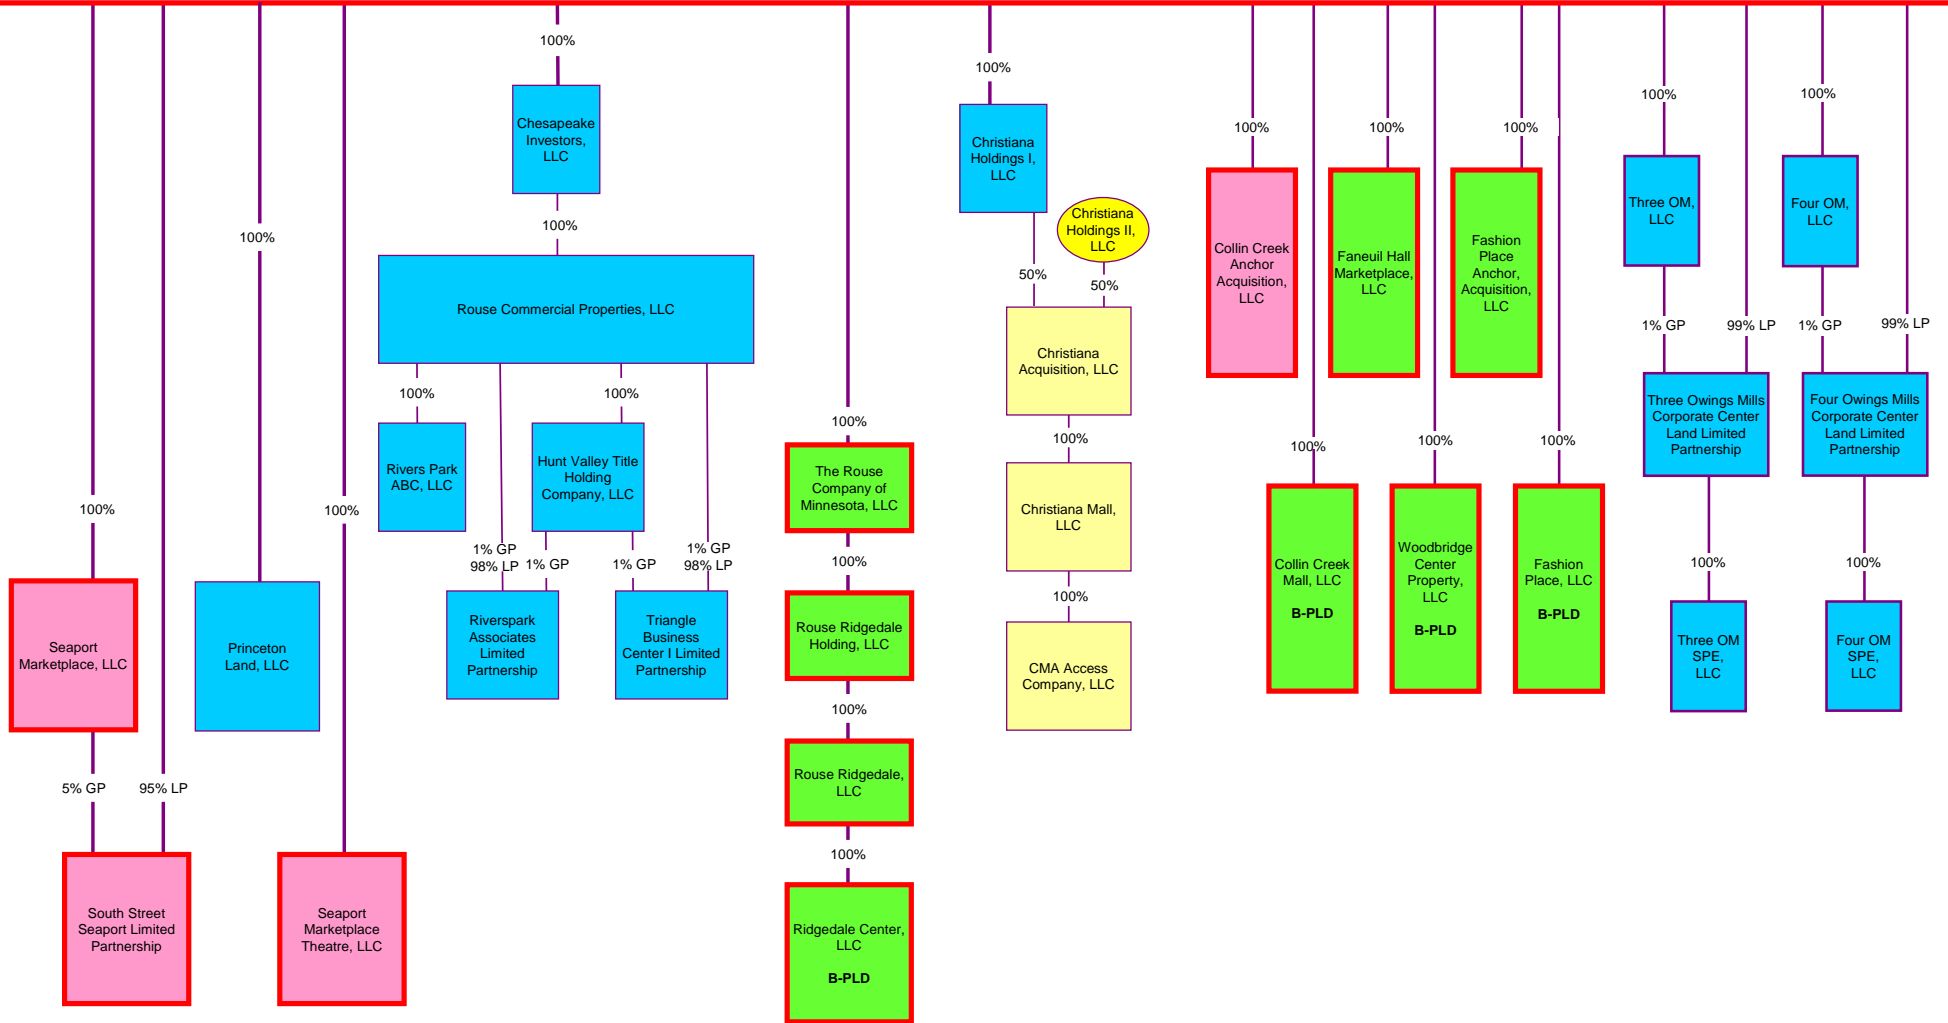 100%
Seaport
Marketplace, LLC
5% GP
95% LP
South Street
Seaport Limited
Partnership
100%
Princeton
Land, LLC
100%
Seaport
Marketplace
Theatre, LLC
100%
Chesapeake
Investors,
LLC
100%
Rouse Commercial Properties, LLC
100%
Rivers Park
ABC, LLC
100%
Hunt Valley Title
Holding
Company, LLC
1% GP
98% LP
1% GP
1% GP
1% GP
98% LP
Riverspark
Associates
Limited
Partnership
Triangle
Business
Center I Limited
Partnership
100%
The Rouse
Company of
Minnesota, LLC
100%
Rouse Ridgedale
Holding, LLC
100%
Rouse Ridgedale,
LLC
100%
Ridgedale Center,
LLC
B-PLD
100%
Christiana
Holdings I,
LLC
Christiana
Holdings II,
LLC
50%
50%
Christiana
Acquisition, LLC
100%
Christiana Mall,
LLC
100%
CMA Access
Company, LLC
100%
Collin Creek
Anchor
Acquisition,
LLC
100%
Faneuil Hall
Marketplace,
LLC
100%
Fashion
Place
Anchor,
Acquisition,
LLC
100%
Collin Creek
Mall, LLC
B-PLD
100%
Woodbridge
Center
Property,
LLC
B-PLD
100%
Fashion
Place, LLC
B-PLD
100%
Three OM,
LLC
1% GP
99% LP
Three Owings Mills
Corporate Center
Land Limited
Partnership
100%
Three OM
SPE,
LLC
100%
Four OM,
LLC
1% GP
99% LP
Four Owings Mills
Corporate Center
Land Limited
Partnership
100%
Four OM
SPE,
LLC